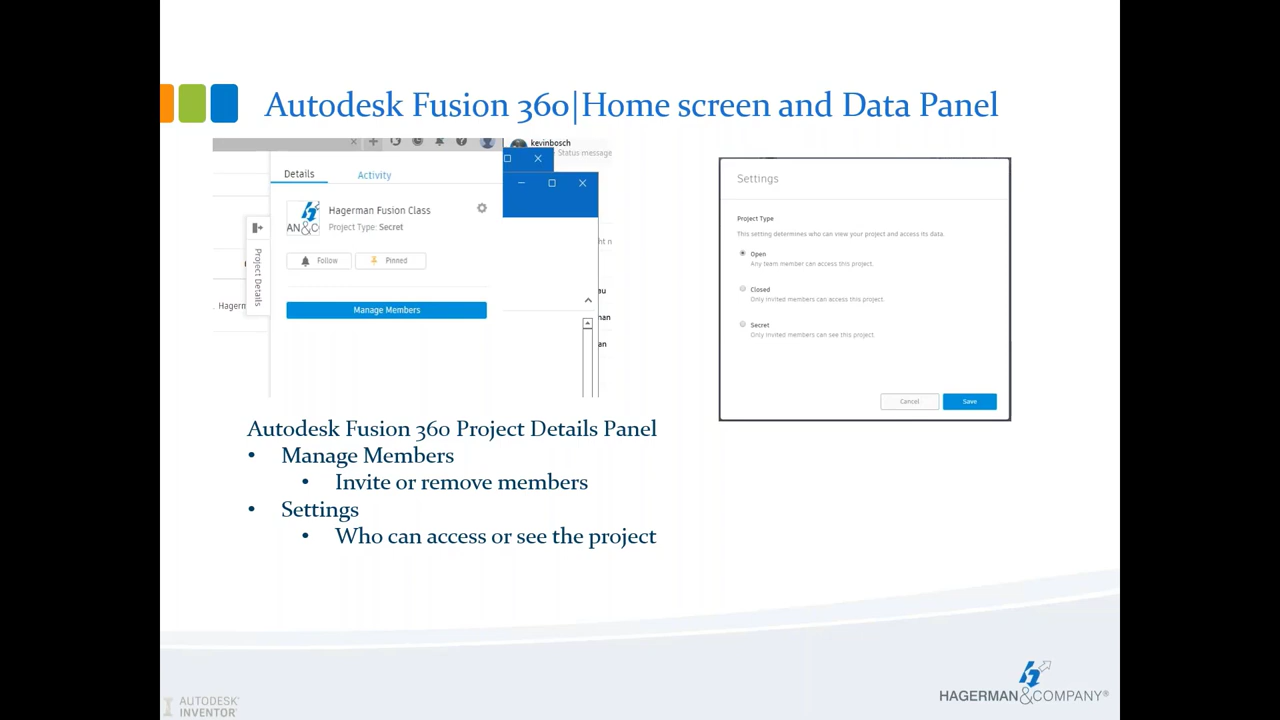 Autodesk Fusion 360|Home screen and Data Panel
kevinbosch
Status message
Details
Activity
Hagerman Fusion Class
Project Type: Secret
AN&C
Follow
Pinned
Project Details
Manage Members
Settings
Project Type
This setting determines who can view your project and access its data.
Open
Any team member can access this project.
Closed
Only invited members can access this project.
Secret
Only invited members can see this project.
Cancel
Save
Autodesk Fusion 360 Project Details Panel
• Manage Members
• Invite or remove members
• Settings
• Who can access or see the project
AUTODESK
INVENTOR
HAGERMAN&COMPANY®